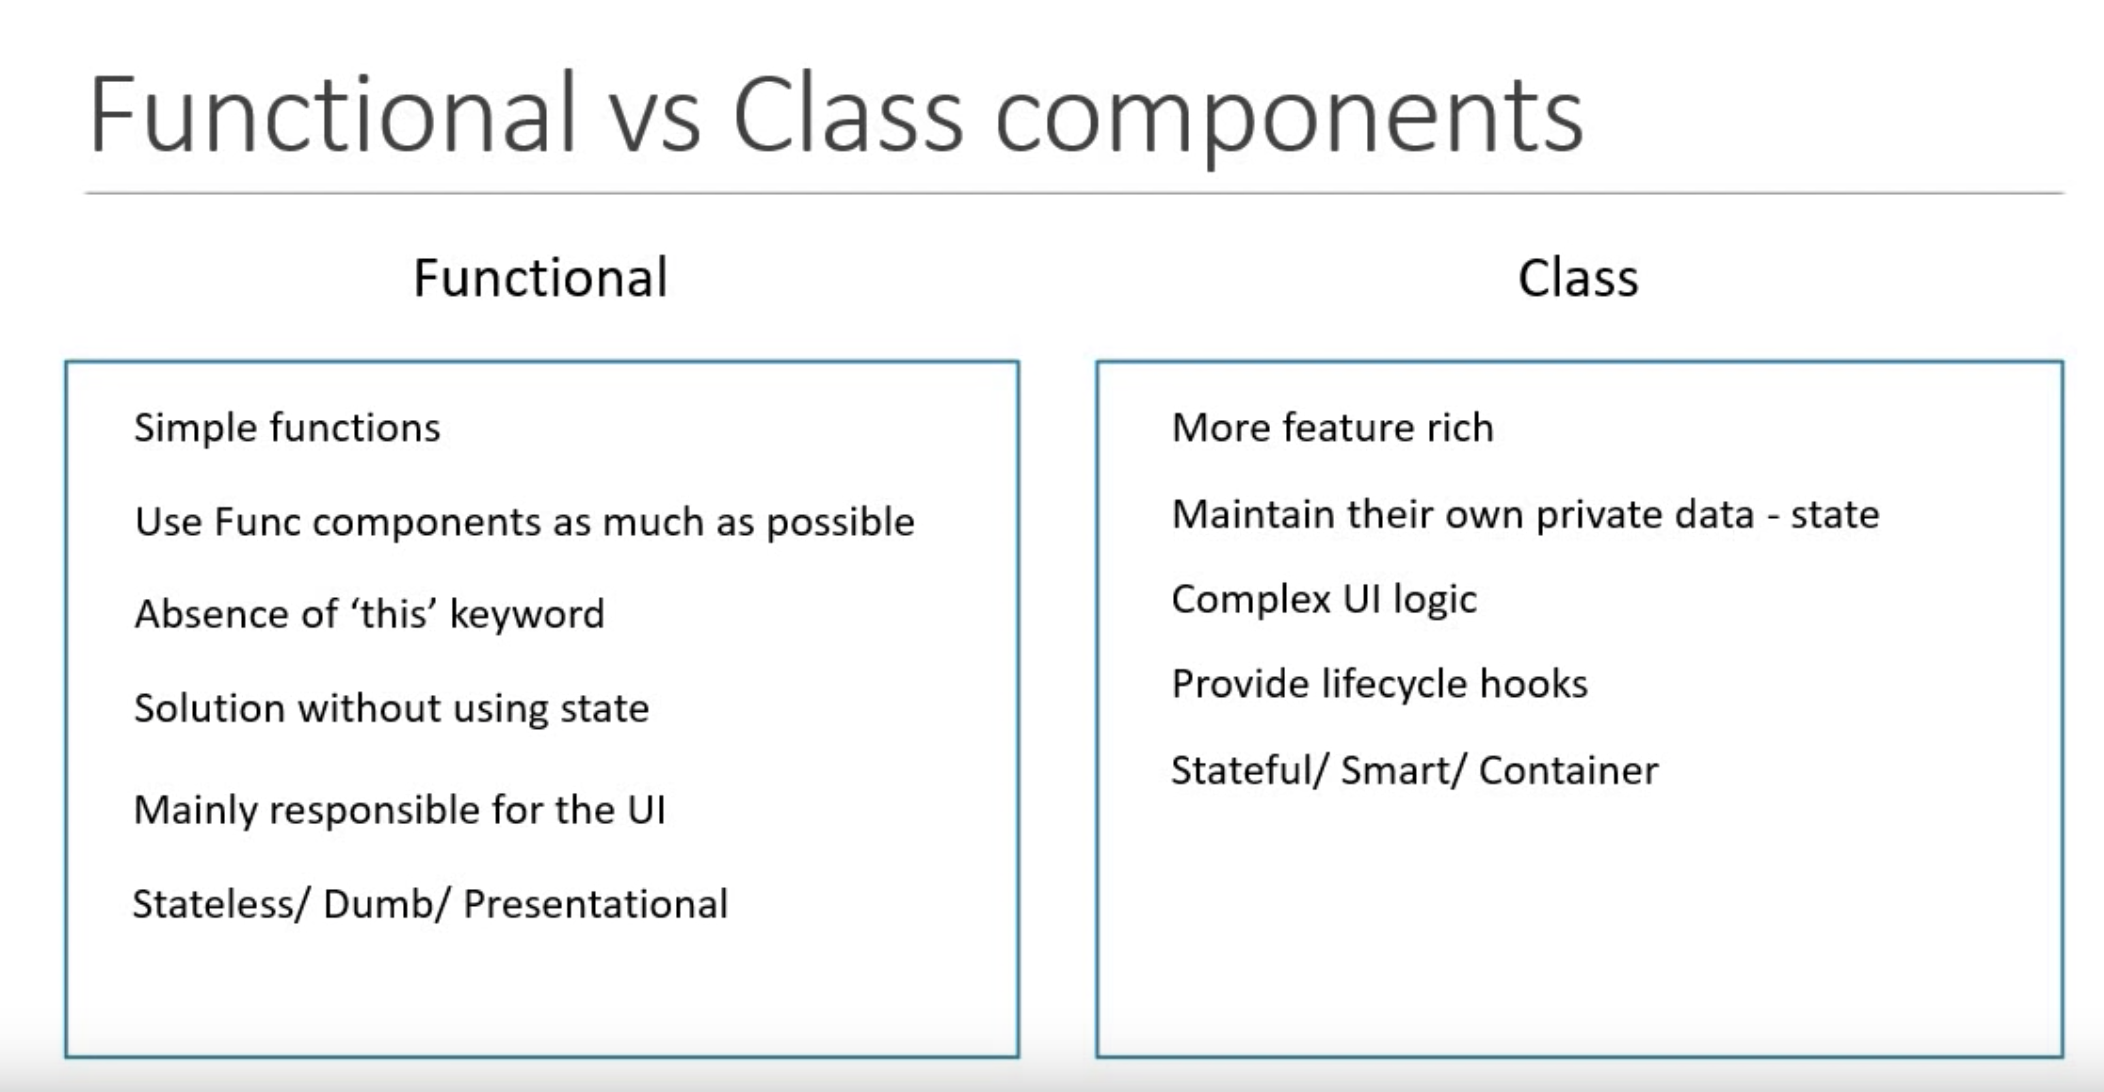 Functional vs Class components
Functional
Simple functions
Use Func components as much as possible
Absence of ‘this’ keyword
Solution without using state
Mainly responsible for the UI
Stateless/ Dumb/ Presentational
Class
More feature rich
Maintain their own private data - state
Complex UI logic
Provide lifecycle hooks
Stateful/ Smart/ Container